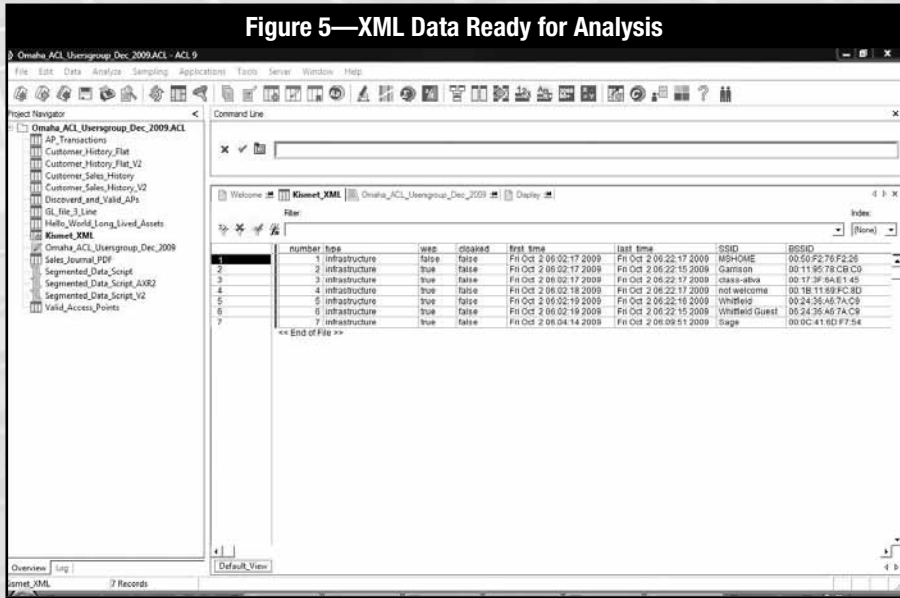 Figure 5—XML Data Ready for Analysis
Omaha_ACL_Usersgroup_Dec_2009.ACL - ACL 9
File Edit Data Analyze Sampling Applications Tools Server Window Help
Project Navigator
Omaha_ACL_Usersgroup_Dec_2009.ACL
AP_Transactions
Customer_History_Flat
Customer_History_Flat_V2
Customer_Sales_History
Customer_Sales_History_V2
Discoverd_and_Valid_APs
GL_file_3_Line
Hello_World_Long_Lived_Assets
Kismet_XML
Omaha_ACL_Usersgroup_Dec_2009
Sales_Journal_PDF
Segmented_Data_Script
Segmented_Data_Script_AXR2
Segmented_Data_Script_V2
Valid_Access_Points
Overview Log
Command Line
Welcome Kismet_XML Omaha_ACL_Usersgroup_Dec_2009 Display
Filter: Index:
(None)
number type wep cloaked first_time last_time SSID BSSID
1 1 infrastructure false false Fri Oct 2 06:02:17 2009 Fri Oct 2 06:22:17 2009 MSHOME 00:50:F2:76:F2:26
2 2 infrastructure true false Fri Oct 2 06:02:17 2009 Fri Oct 2 06:22:15 2009 Garrison 00:11:95:78:CB:C0
3 3 infrastructure true false Fri Oct 2 06:02:17 2009 Fri Oct 2 06:22:17 2009 class-ativa 00:17:3F:6A:E1:45
4 4 infrastructure true false Fri Oct 2 06:02:18 2009 Fri Oct 2 06:22:17 2009 not welcome 00:1B:11:69:FC:8D
5 5 infrastructure true false Fri Oct 2 06:02:19 2009 Fri Oct 2 06:22:16 2009 Whitfield 00:24:36:A6:7A:C9
6 6 infrastructure true false Fri Oct 2 06:02:19 2009 Fri Oct 2 06:22:15 2009 Whitfield Guest 06:24:36:A6:7A:C9
7 7 infrastructure true false Fri Oct 2 06:04:14 2009 Fri Oct 2 06:09:51 2009 Sage 00:0C:41:6D:F7:54
<< End of File >>
Default_View
7 Records